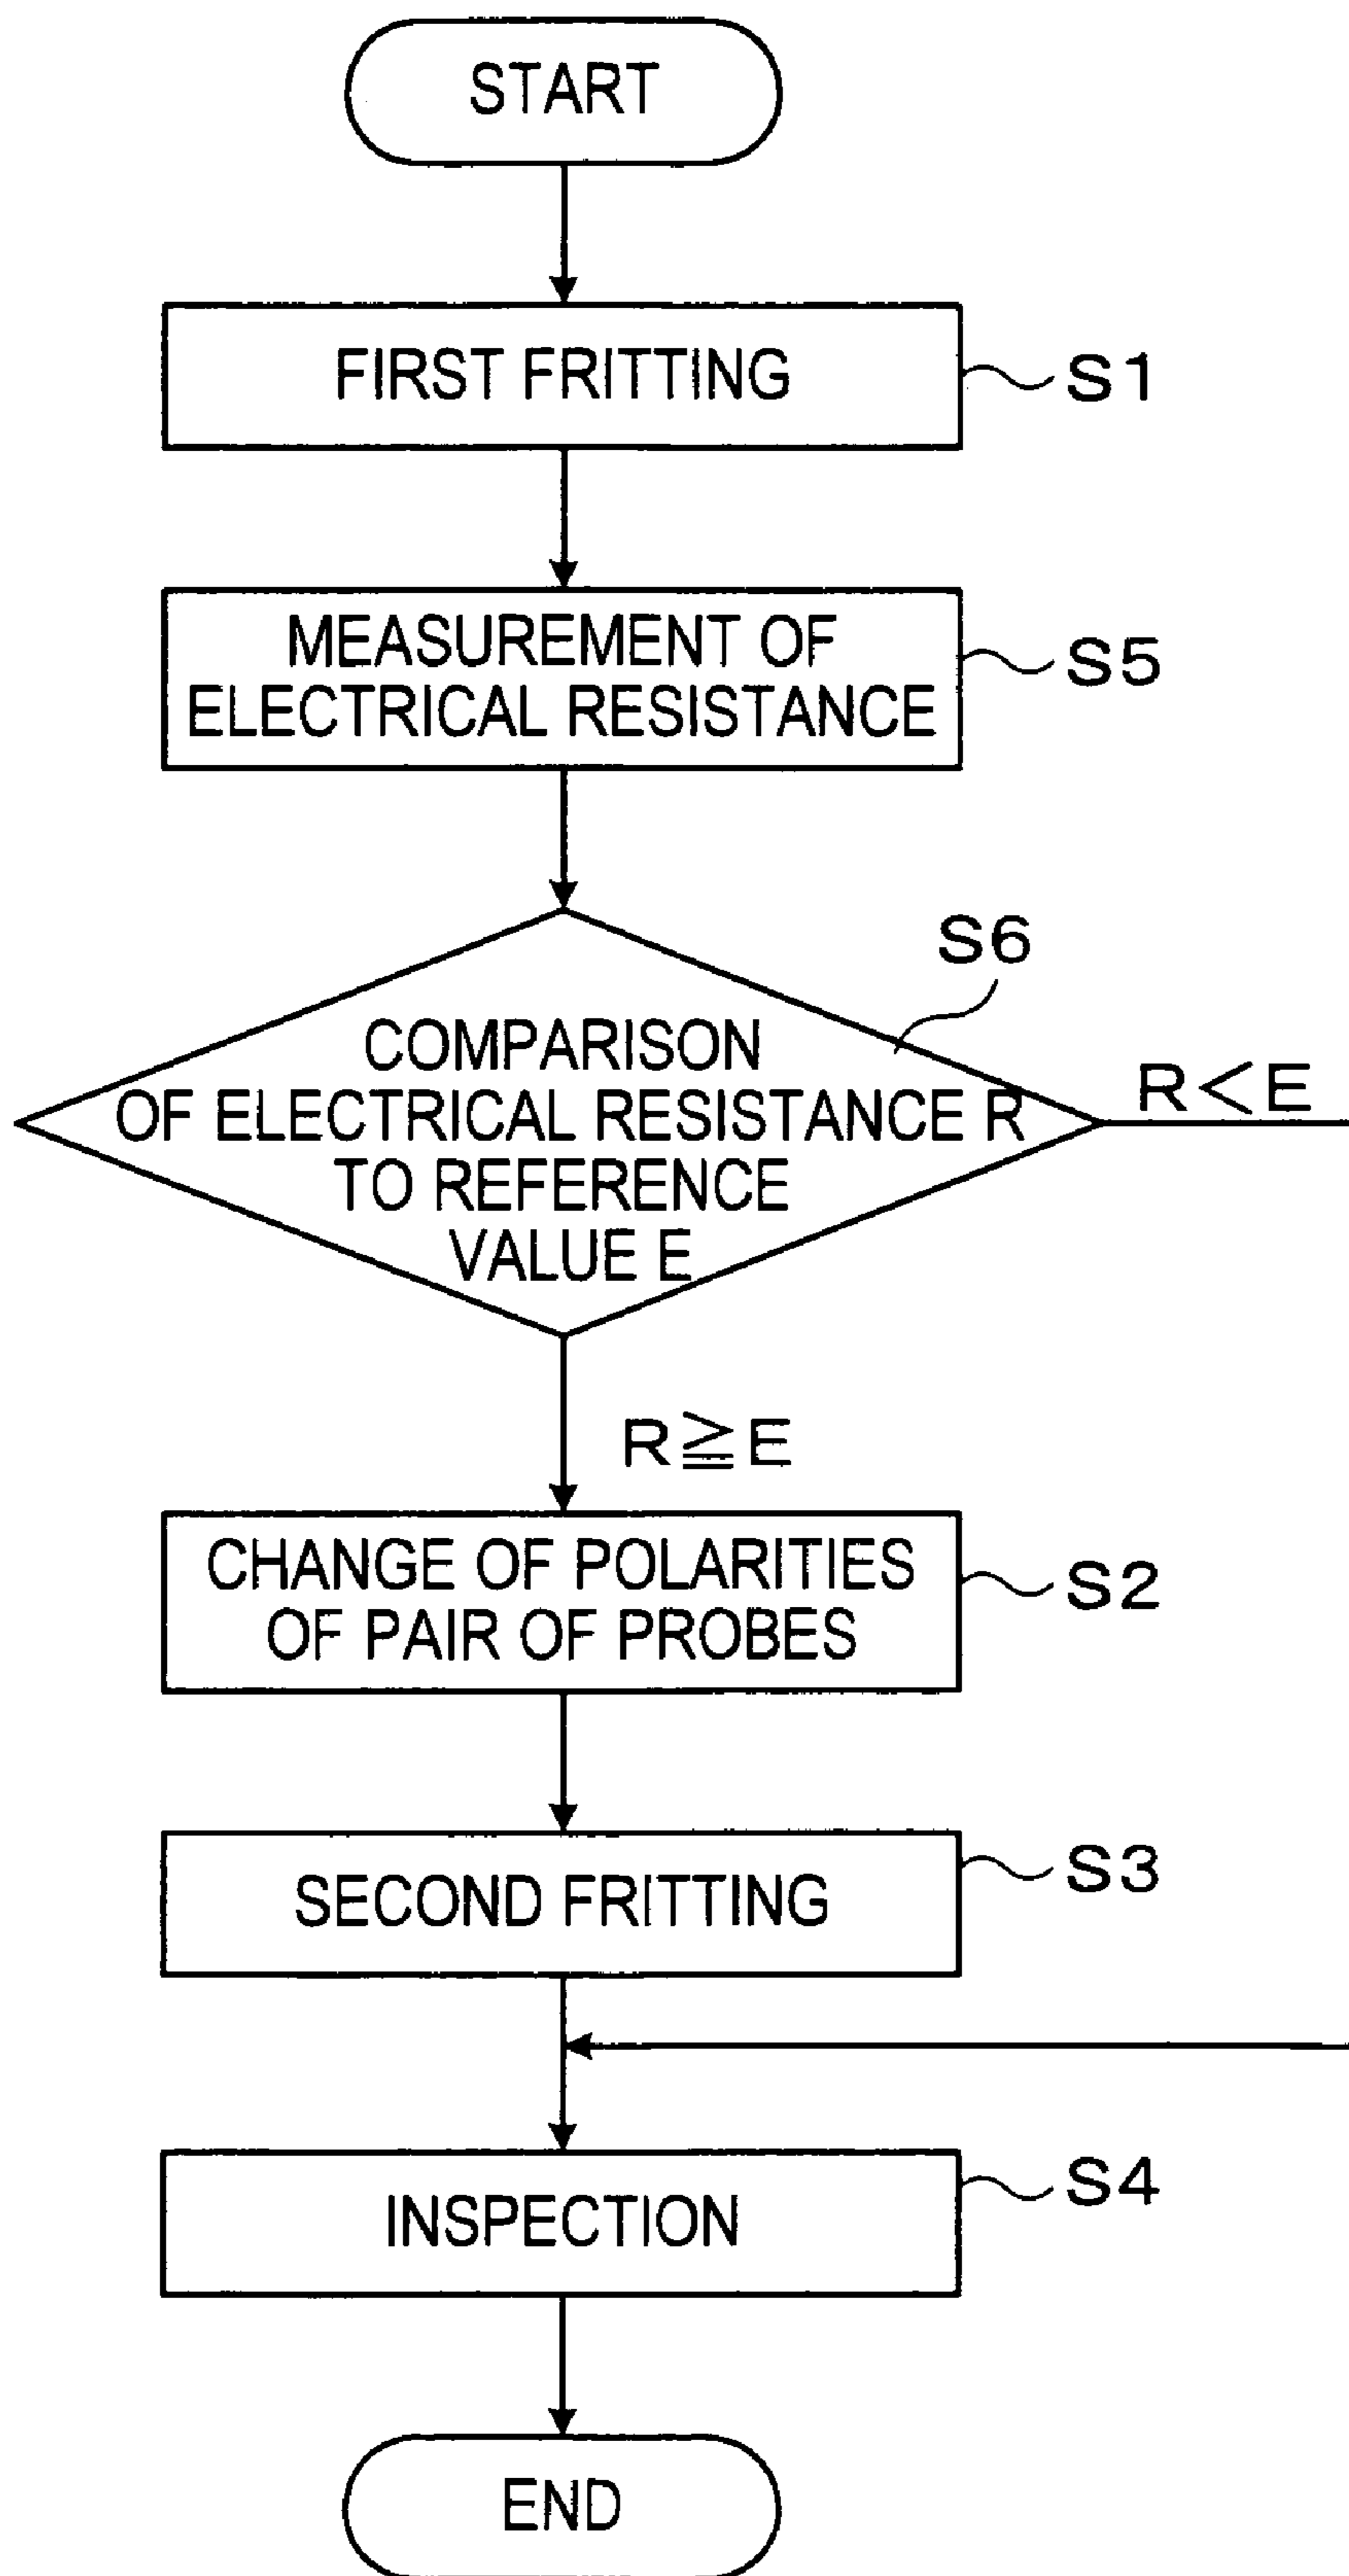 START
FIRST FRITTING
S1
MEASUREMENT OF
ELECTRICAL RESISTANCE
S5
S6
COMPARISON
OF ELECTRICAL RESISTANCE R
TO REFERENCE
VALUE E
R<E
R≧E
CHANGE OF POLARITIES
OF PAIR OF PROBES
S2
SECOND FRITTING
S3
INSPECTION
S4
END